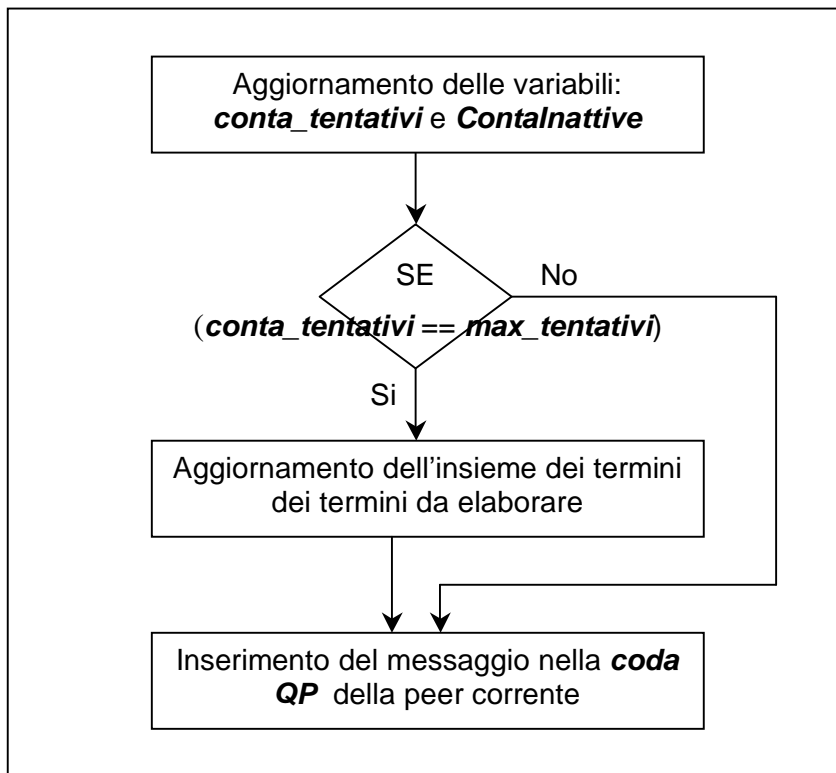 Aggiornamento delle variabili:
conta_tentativi e ContaInattive
SE
No
(conta_tentativi == max_tentativi)
Si
Aggiornamento dell'insieme dei termini
dei termini da elaborare
Inserimento del messaggio nella coda
QP della peer corrente